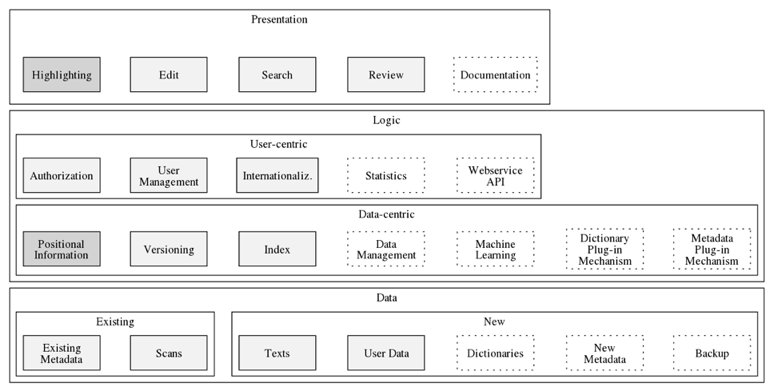 Presentation
Highlighting
Edit
Search
Review
Documentation
Logic
User-centric
Authorization
User
Management
Internationaliz.
Statistics
Webservice
API
Data-centric
Positional
Information
Versioning
Index
Data
Management
Machine
Learning
Dictionary
Plug-in
Mechanism
Metadata
Plug-in
Mechanism
Data
Existing
Existing
Metadata
Scans
New
Texts
User Data
Dictionaries
New
Metadata
Backup